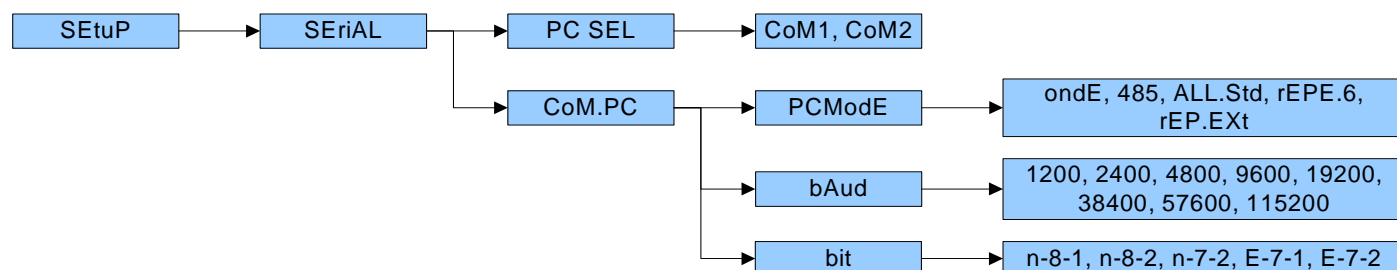 SEtuP
SEriAL
PC SEL
CoM1, CoM2
CoM.PC
PCModE
ondE, 485, ALL.Std, rEPE.6,
rEP.EXt
bAud
1200, 2400, 4800, 9600, 19200,
38400, 57600, 115200
bit
n-8-1, n-8-2, n-7-2, E-7-1, E-7-2